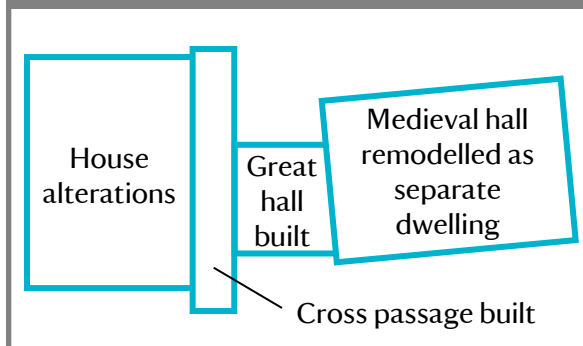 House
alterations
Great
hall
built
Medieval hall
remodelled as
separate
dwelling
Cross passage built